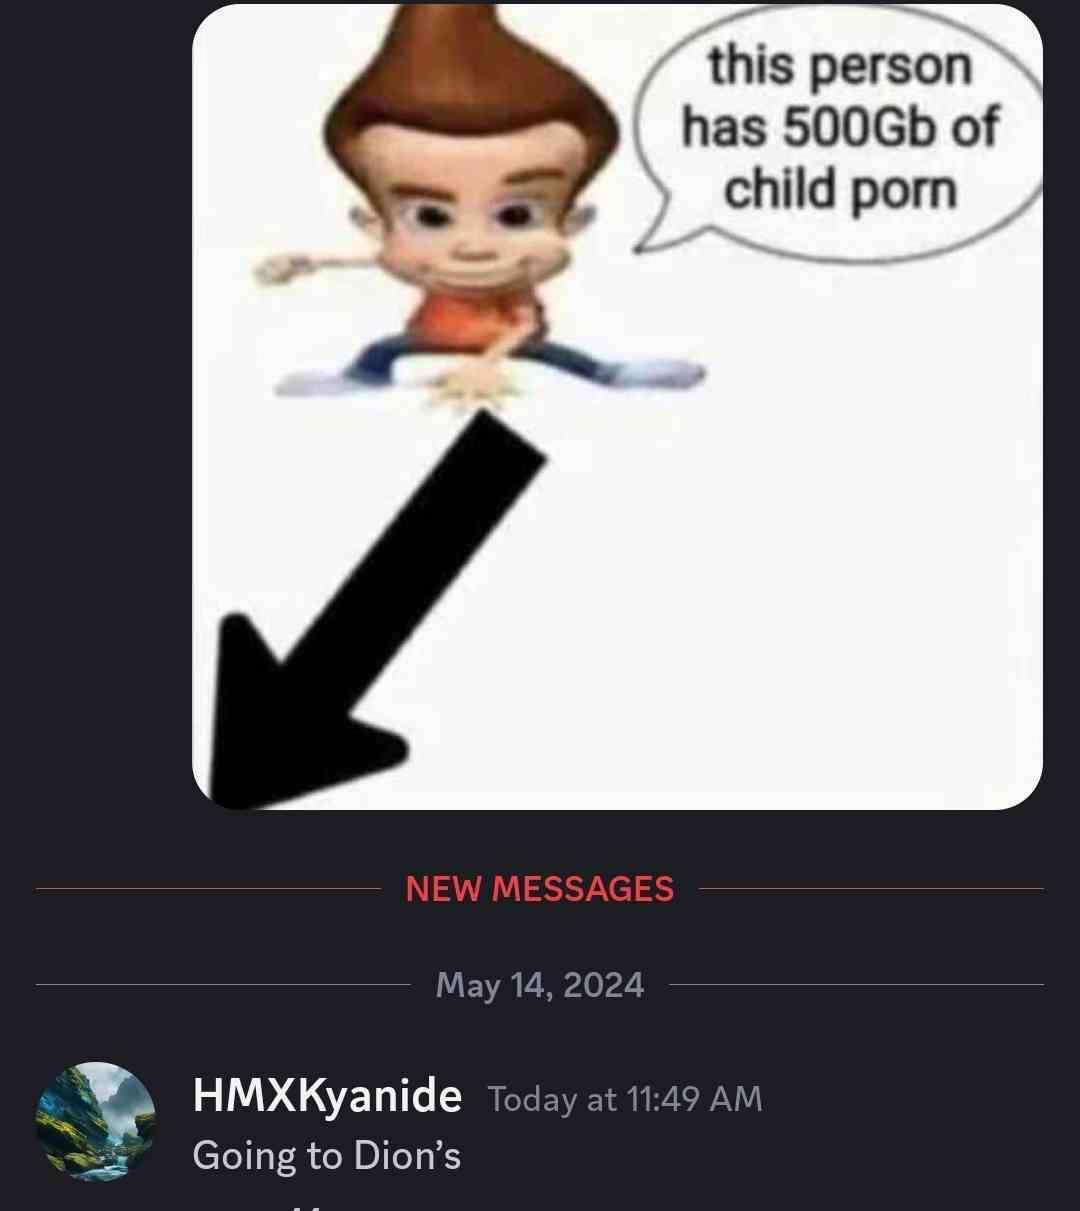 this person
has 500Gb of
child porn
NEW MESSAGES
May 14, 2024
HMXKyanide Today at 11:49 AM
Going to Dion’s